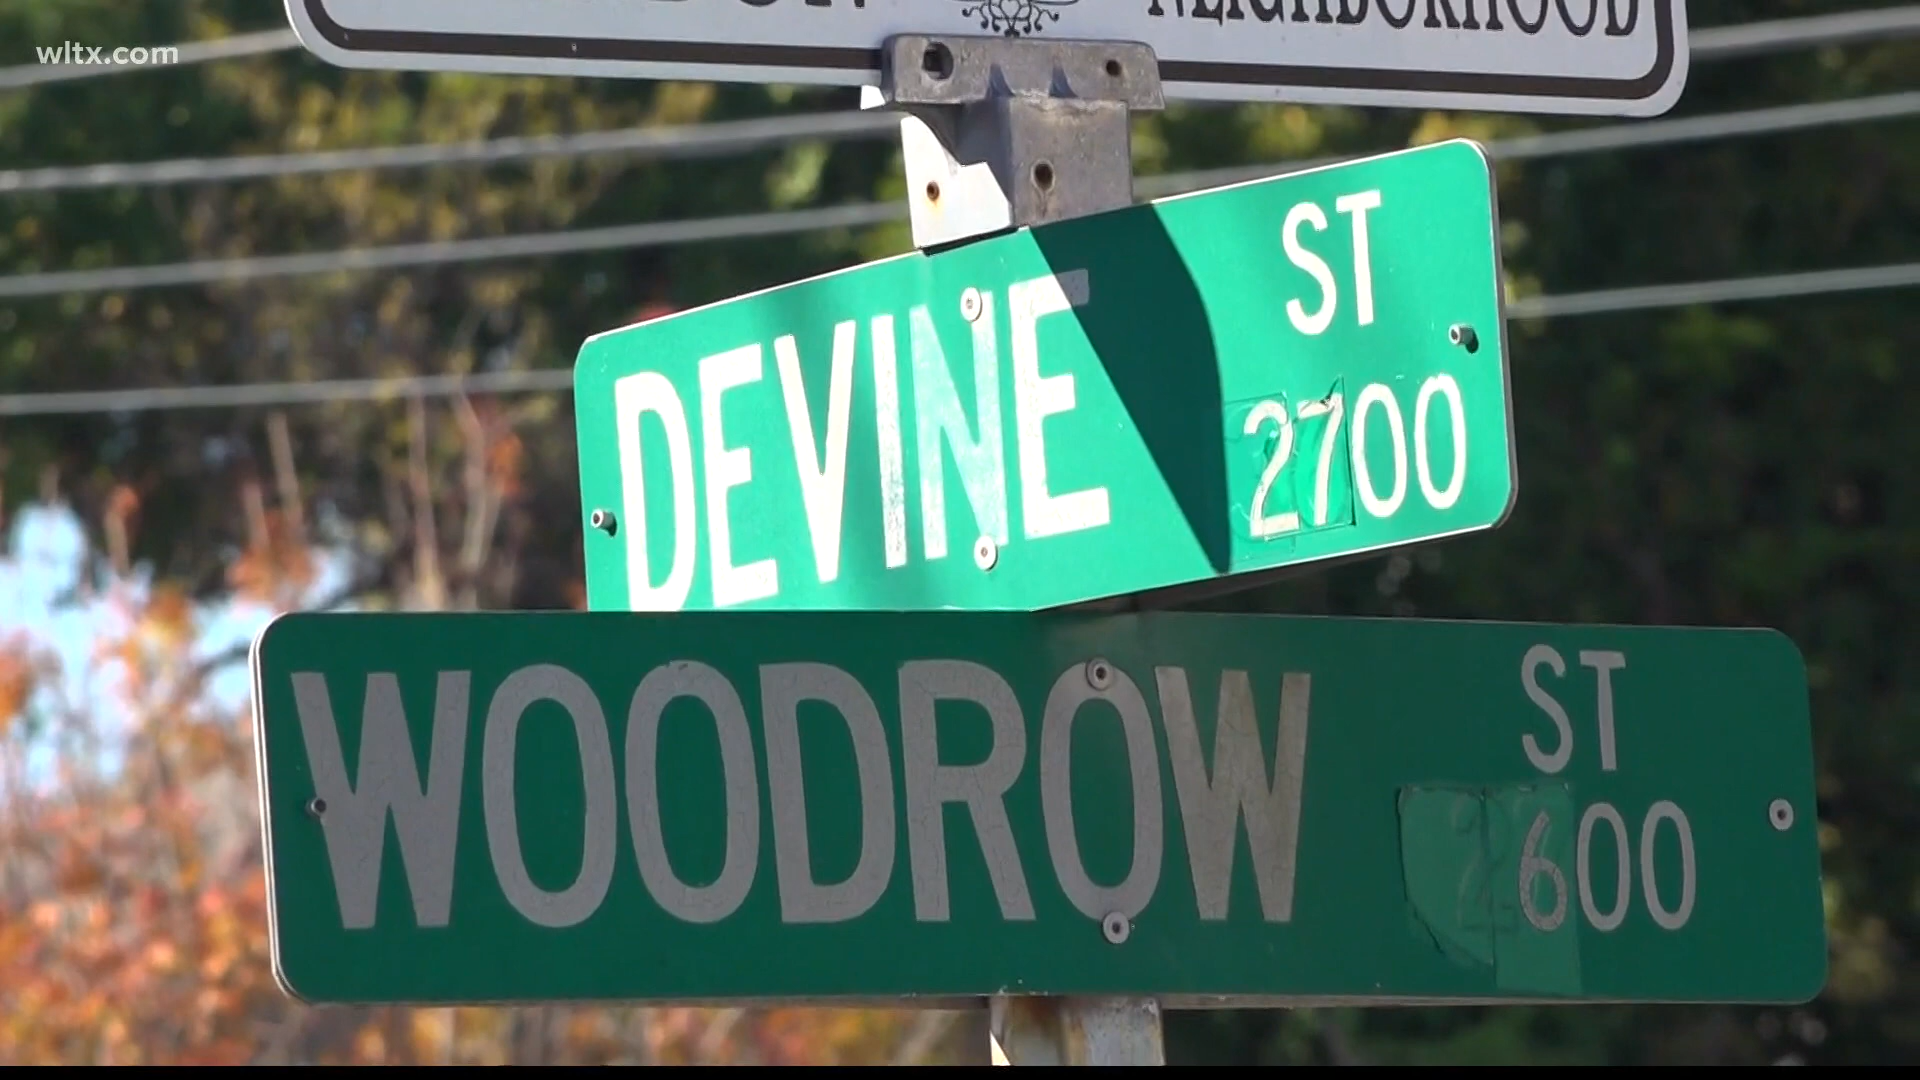 wltx.com
NEIGHBORHOOD
DEVINE ST
2700
WOODROW ST
600